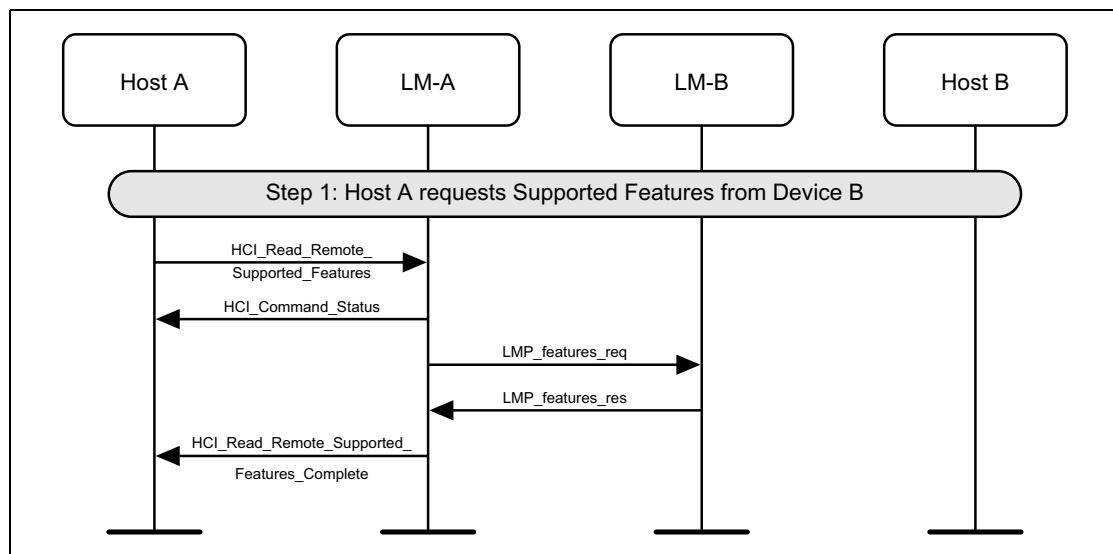 Host A
LM-A
LM-B
Host B
Step 1: Host A requests Supported Features from Device B
HCI_Read_Remote_
Supported_Features
HCI_Command_Status
LMP_features_req
LMP_features_res
HCI_Read_Remote_Supported_
Features_Complete